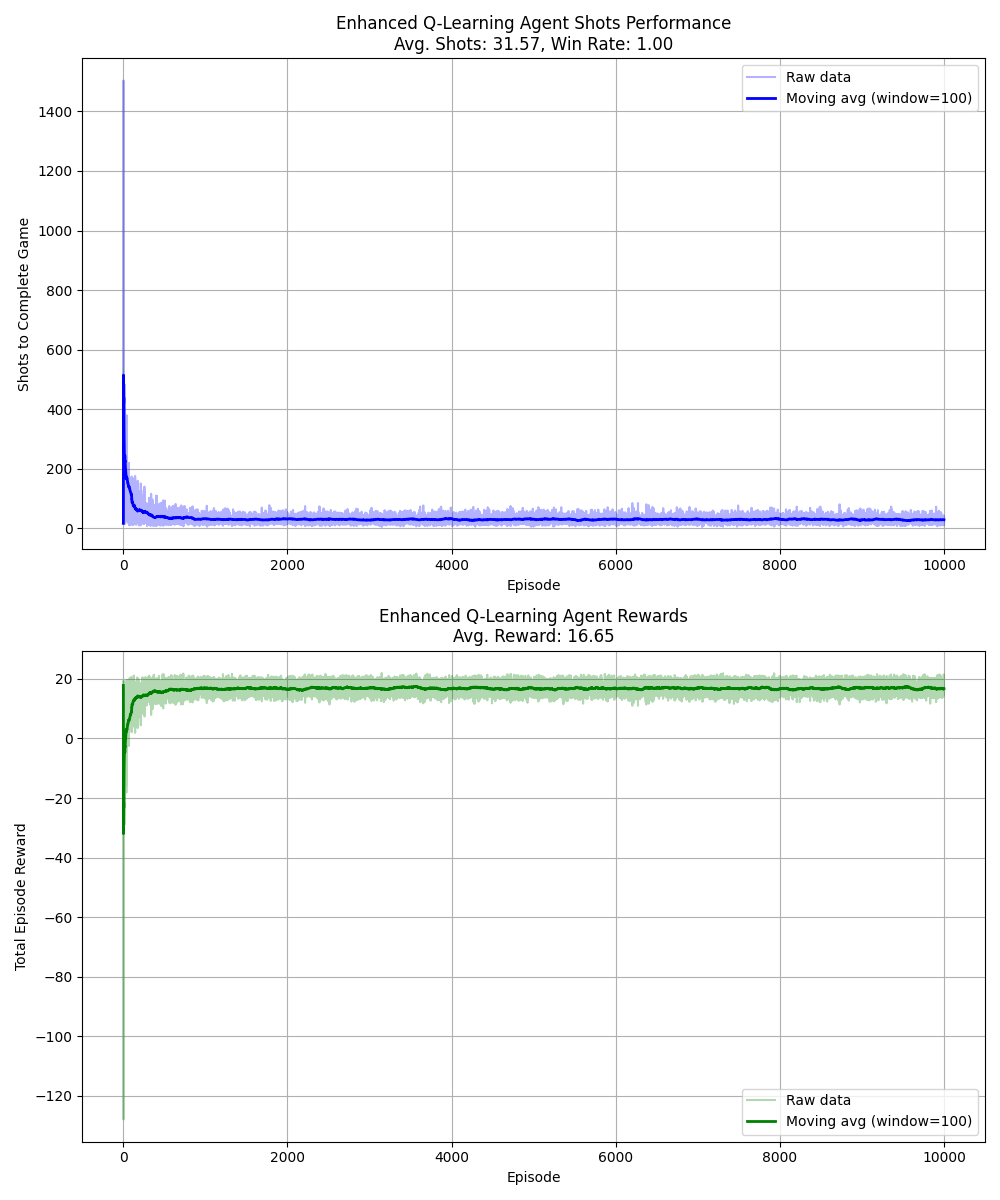 Enhanced Q-Learning Agent Shots Performance
Avg. Shots: 31.57, Win Rate: 1.00
Raw data
Moving avg (window=100)
Shots to Complete Game
1400
1200
1000
800
600
400
200
0
0 2000 4000 6000 8000 10000
Episode
Enhanced Q-Learning Agent Rewards
Avg. Reward: 16.65
Total Episode Reward
20
0
−20
−40
−60
−80
−100
−120
Raw data
Moving avg (window=100)
0 2000 4000 6000 8000 10000
Episode